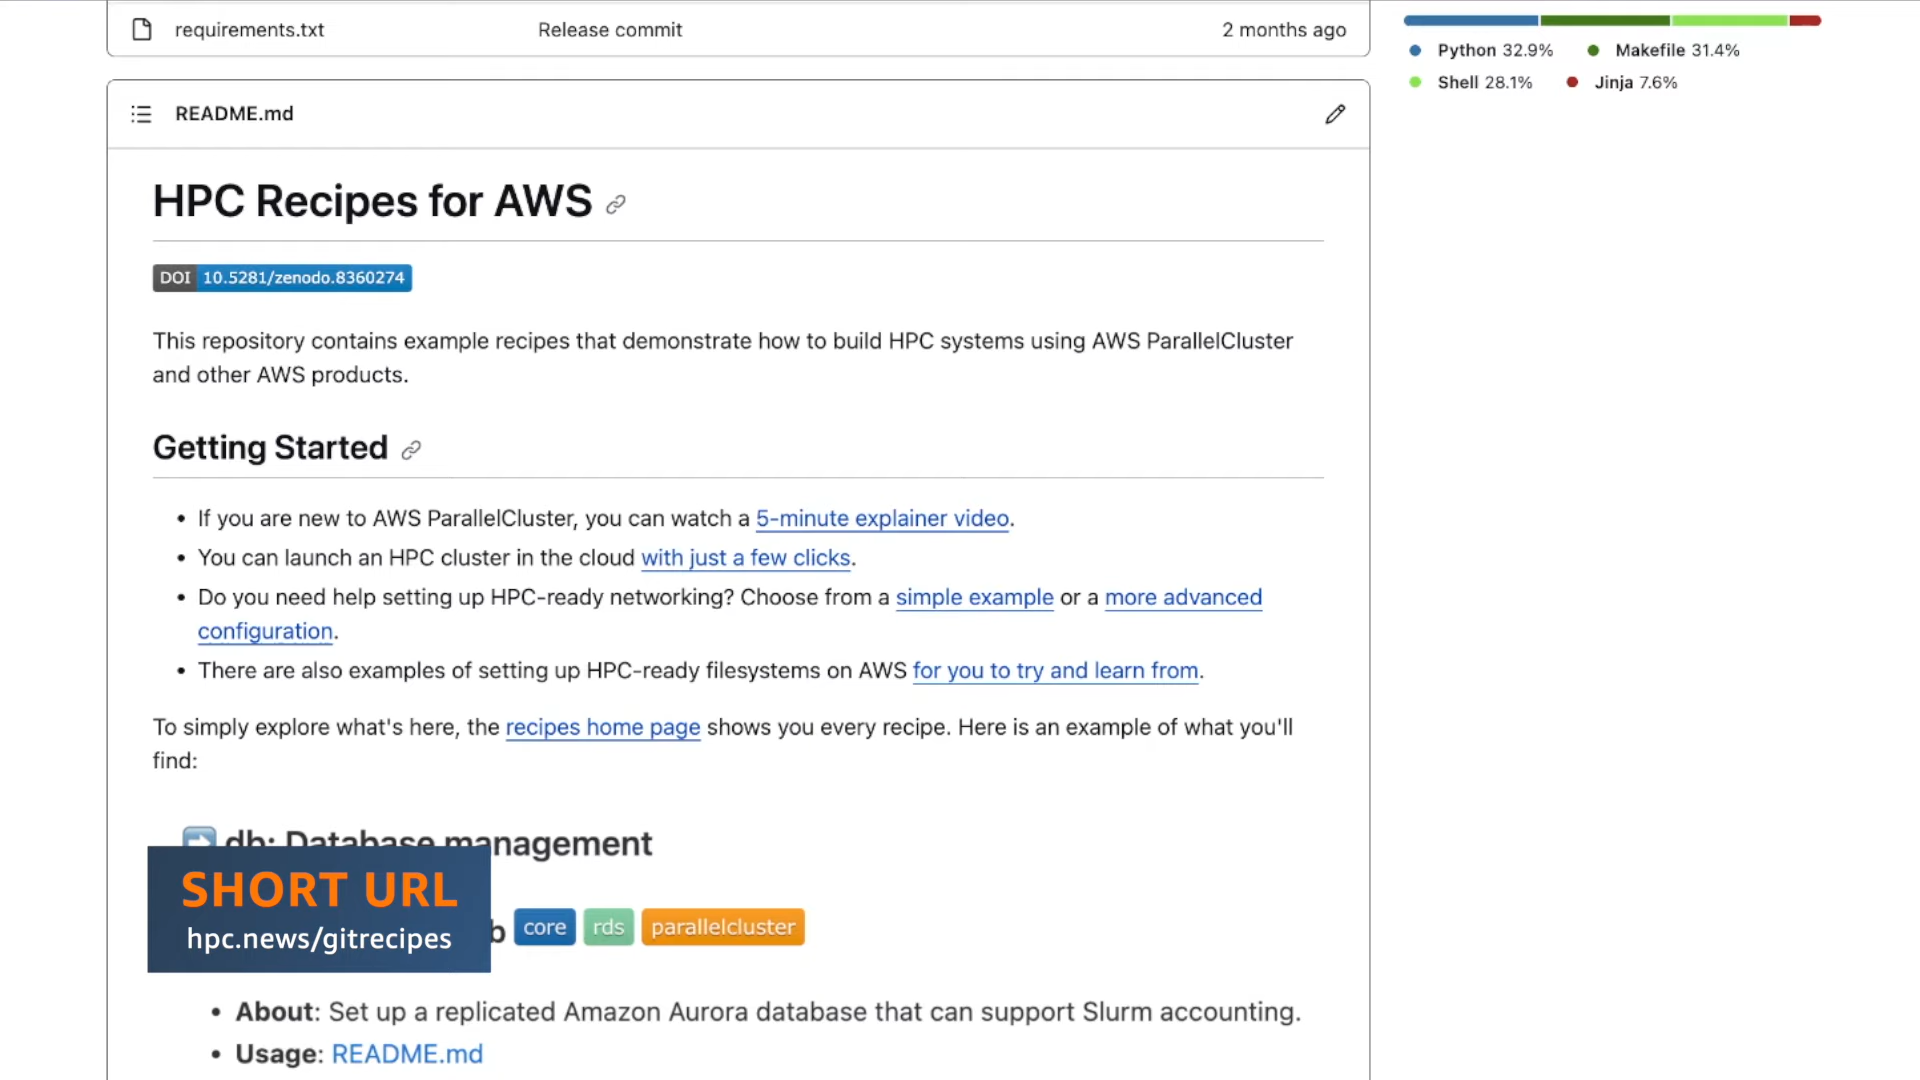 requirements.txt Release commit 2 months ago
README.md
HPC Recipes for AWS
DOI 10.5281/zenodo.8360274
This repository contains example recipes that demonstrate how to build HPC systems using AWS ParallelCluster
and other AWS products.
Getting Started
• If you are new to AWS ParallelCluster, you can watch a 5-minute explainer video.
• You can launch an HPC cluster in the cloud with just a few clicks.
• Do you need help setting up HPC-ready networking? Choose from a simple example or a more advanced
configuration.
• There are also examples of setting up HPC-ready filesystems on AWS for you to try and learn from.
To simply explore what's here, the recipes home page shows you every recipe. Here is an example of what you'll
find:
db: Database management
b core rds parallelcluster
• About: Set up a replicated Amazon Aurora database that can support Slurm accounting.
• Usage: README.md
SHORT URL
hpc.news/gitrecipes
Python 32.9% Makefile 31.4%
Shell 28.1% Jinja 7.6%